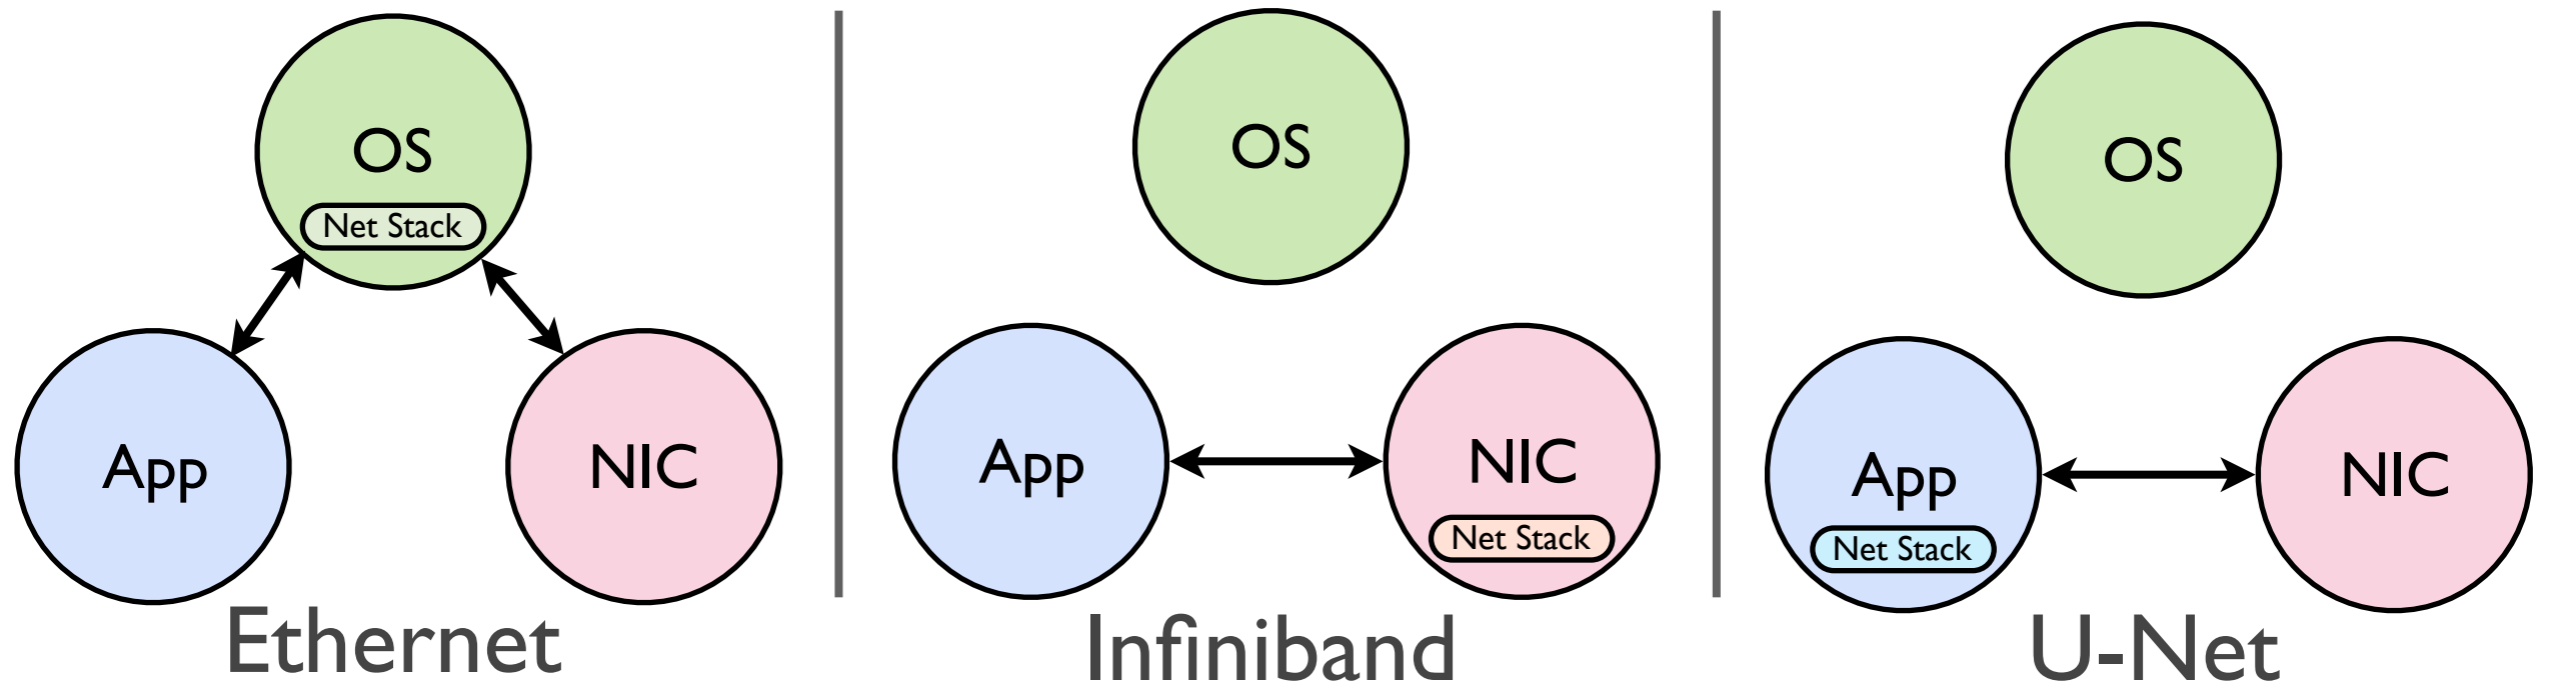 OS
Net Stack
App
NIC
Ethernet
OS
App
NIC
Net Stack
Infiniband
OS
App
Net Stack
NIC
U-Net